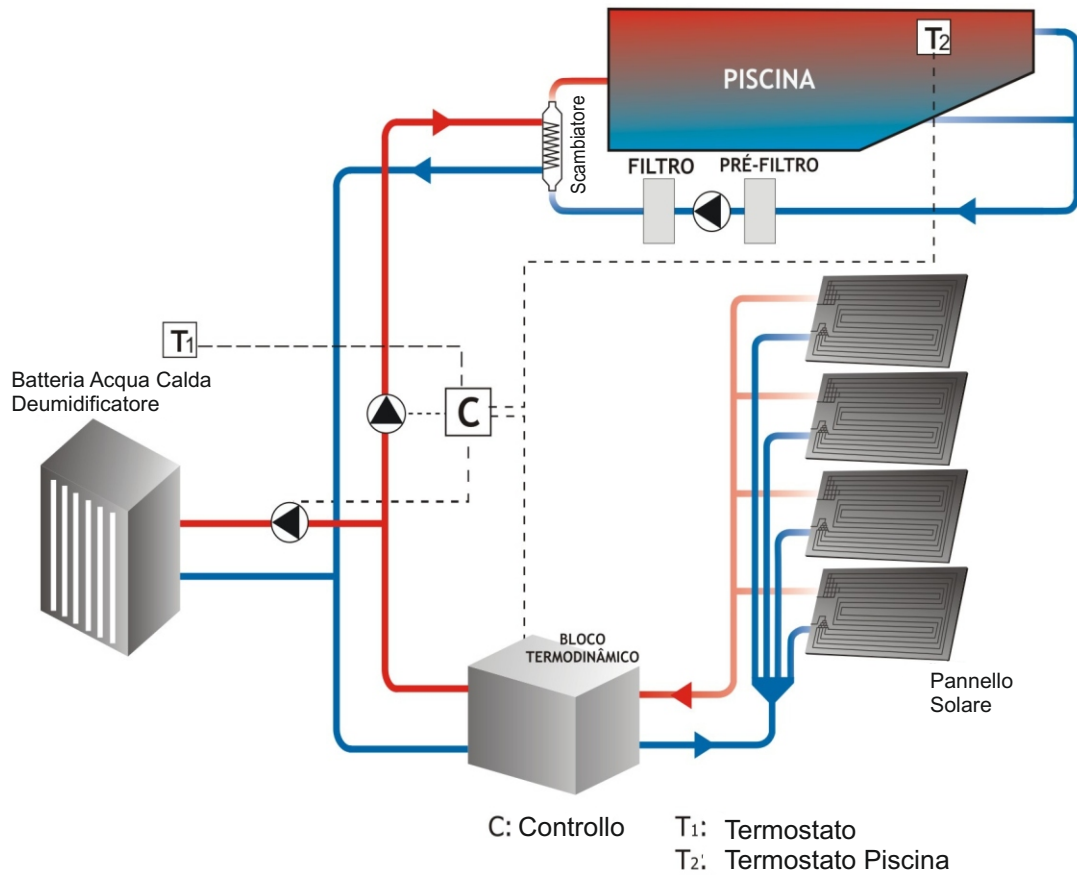 T2
PISCINA
Scambiatore
FILTRO
PRÉ-FILTRO
T1
Batteria Acqua Calda
Deumidificatore
C
BLOCO
TERMODINÂMICO
Pannello
Solare
C: Controllo
T1: Termostato
T2: Termostato Piscina